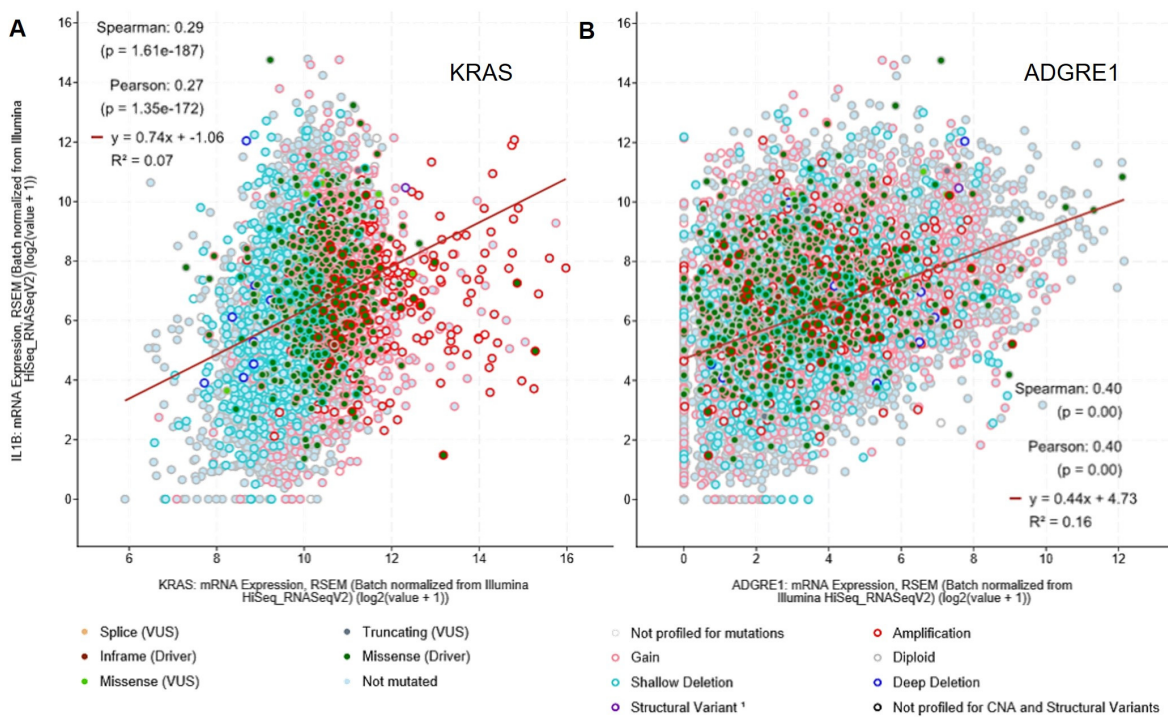 A
Spearman: 0.29
(p = 1.61e-187)
Pearson: 0.27
(p = 1.35e-172)
y = 0.74x + -1.06
R² = 0.07
KRAS
16
14
12
10
8
6
4
2
0
IL1B: mRNA Expression, RSEM (Batch normalized from Illumina
HiSeq_RNASeqV2) (log2(value + 1))
6
8
10
12
14
16
KRAS: mRNA Expression, RSEM (Batch normalized from Illumina
HiSeq_RNASeqV2) (log2(value + 1))
B
ADGRE1
16
14
12
10
8
6
4
2
0
Spearman: 0.40
(p = 0.00)
Pearson: 0.40
(p = 0.00)
y = 0.44x + 4.73
R² = 0.16
0
2
4
6
8
10
12
ADGRE1: mRNA Expression, RSEM (Batch normalized from
Illumina HiSeq_RNASeqV2) (log2(value + 1))
Splice (VUS)
Inframe (Driver)
Missense (VUS)
Truncating (VUS)
Missense (Driver)
Not mutated
Not profiled for mutations
Gain
Shallow Deletion
Structural Variant ¹
Amplification
Diploid
Deep Deletion
Not profiled for CNA and Structural Variants